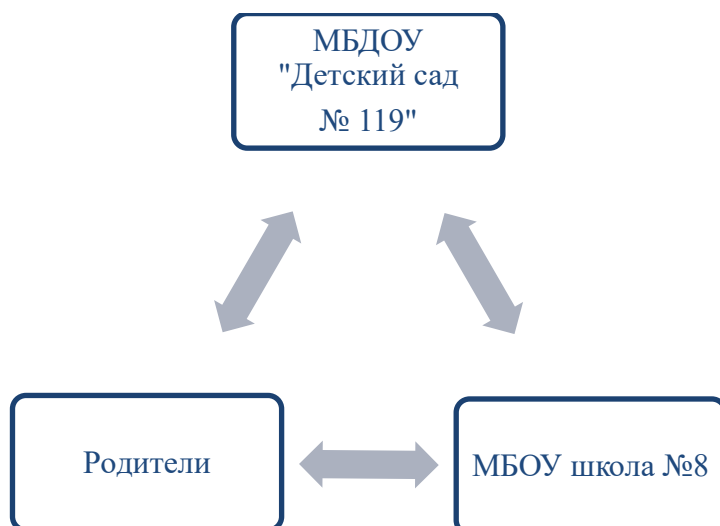 МБДОУ
"Детский сад
№ 119"
Родители
МБОУ школа №8